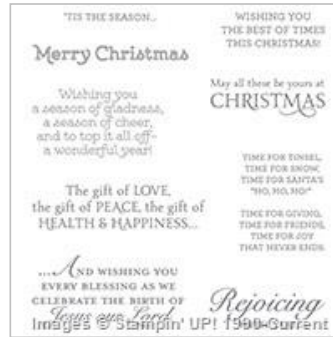 'TIS THE SEASON...
Merry Christmas
Wishing you
a season of gladness,
a season of cheer,
and to top it all off–
a wonderful year!
The gift of LOVE,
the gift of PEACE, the gift of
HEALTH & HAPPINESS...
...AND WISHING YOU
EVERY BLESSING AS WE
CELEBRATE THE BIRTH OF
Jesus our Lord
WISHING YOU
THE BEST OF TIMES
THIS CHRISTMAS!
May all these be yours at
CHRISTMAS
TIME FOR TINSEL,
TIME FOR SNOW,
TIME FOR SANTA'S
"HO, HO, HO!"
TIME FOR GIVING,
TIME FOR FRIENDS,
TIME FOR JOY
THAT NEVER ENDS.
Rejoicing
Images © Stampin' UP! 1990-Current